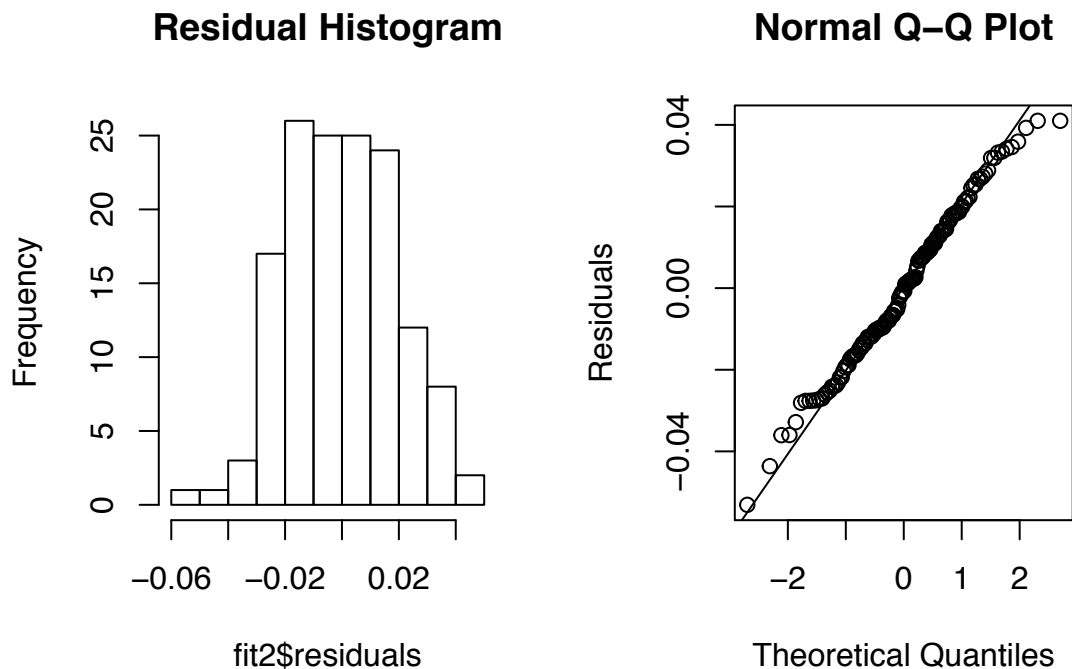 Residual Histogram
Frequency
0 5 10 15 20 25
−0.06 −0.02 0.02
fit2$residuals
Normal Q−Q Plot
Residuals
−0.04 0.00 0.04
−2 0 1 2
Theoretical Quantiles